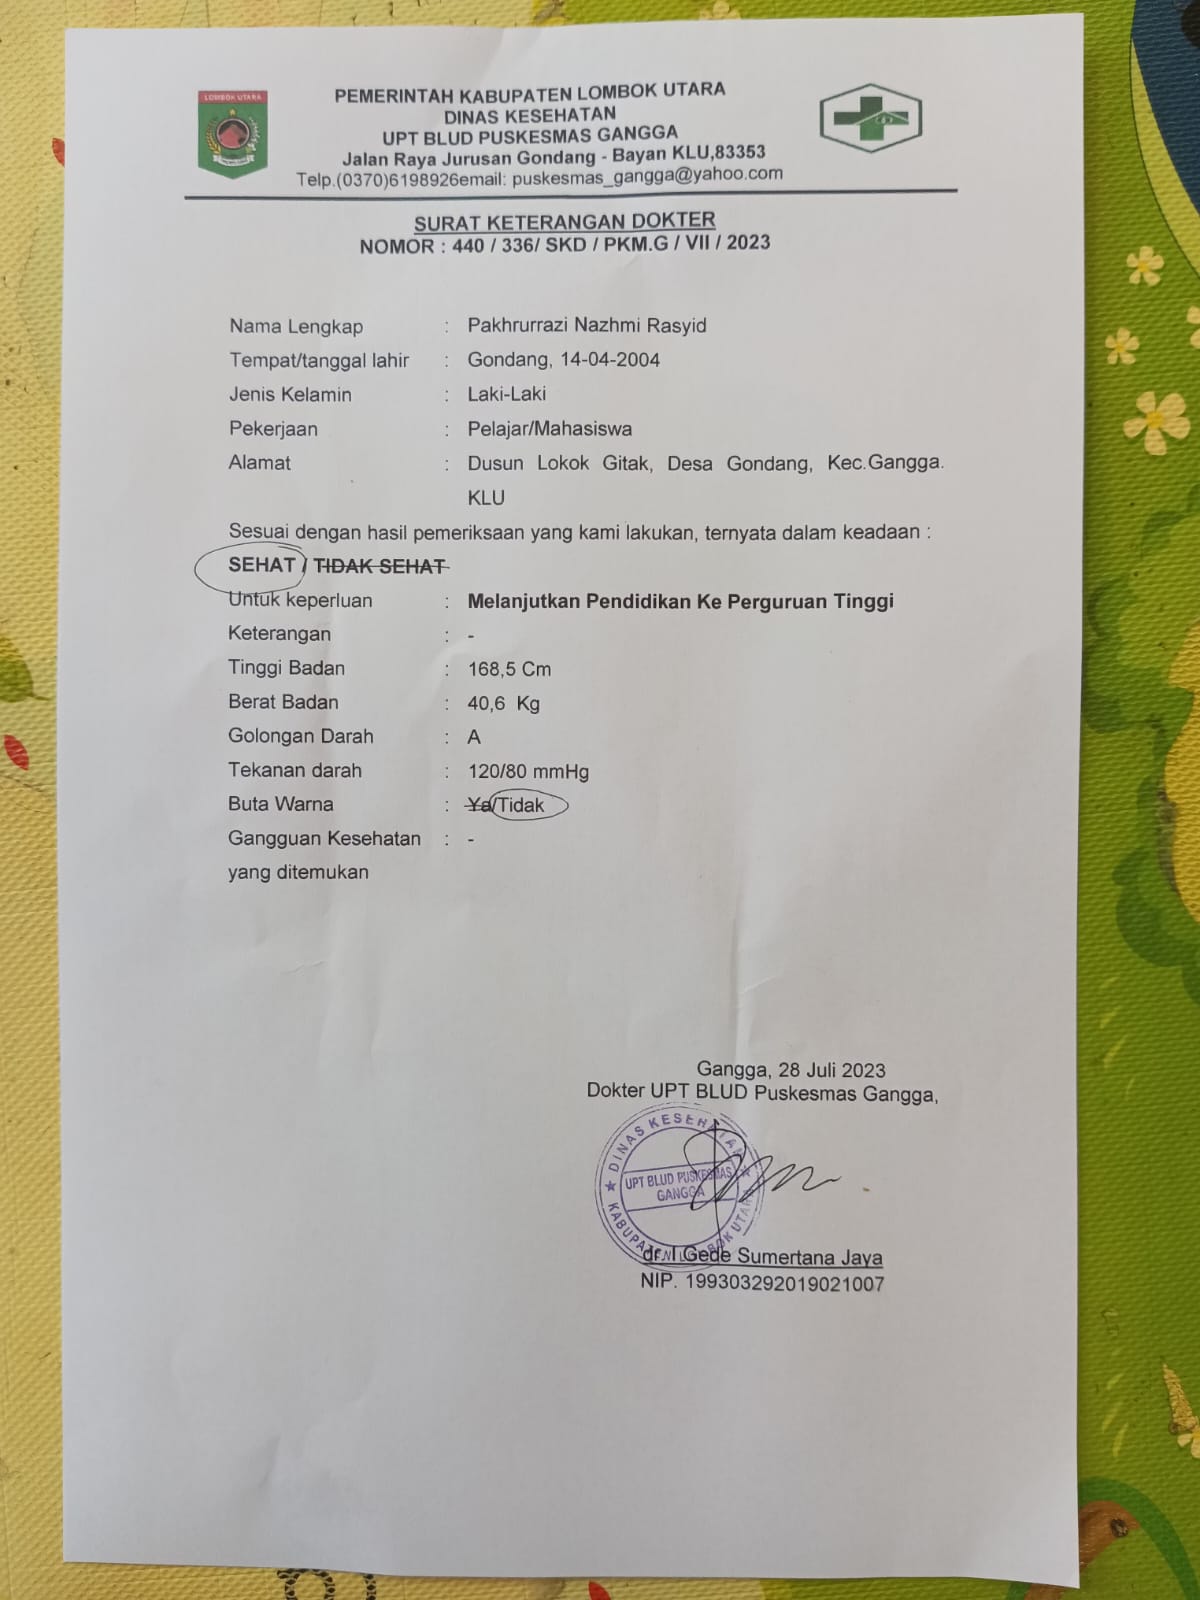 LOMBOK UTARA
PEMERINTAH KABUPATEN LOMBOK UTARA
DINAS KESEHATAN
UPT BLUD PUSKESMAS GANGGA
Jalan Raya Jurusan Gondang - Bayan KLU,83353
Telp.(0370)6198926email: puskesmas_gangga@yahoo.com
SURAT KETERANGAN DOKTER
NOMOR : 440 / 336/ SKD / PKM.G / VII / 2023
Nama Lengkap : Pakhrurrazi Nazhmi Rasyid
Tempat/tanggal lahir : Gondang, 14-04-2004
Jenis Kelamin : Laki-Laki
Pekerjaan : Pelajar/Mahasiswa
Alamat : Dusun Lokok Gitak, Desa Gondang, Kec.Gangga.
KLU
Sesuai dengan hasil pemeriksaan yang kami lakukan, ternyata dalam keadaan :
SEHAT / TIDAK SEHAT
Untuk keperluan : Melanjutkan Pendidikan Ke Perguruan Tinggi
Keterangan : -
Tinggi Badan : 168,5 Cm
Berat Badan : 40,6 Kg
Golongan Darah : A
Tekanan darah : 120/80 mmHg
Buta Warna : Ya/Tidak
Gangguan Kesehatan : -
yang ditemukan
Gangga, 28 Juli 2023
Dokter UPT BLUD Puskesmas Gangga,
DINAS KESEHATAN
UPT BLUD PUSKESMAS
GANGGA
KABUPATEN LOMBOK UTARA
dr. I Gede Sumertana Jaya
NIP. 199303292019021007